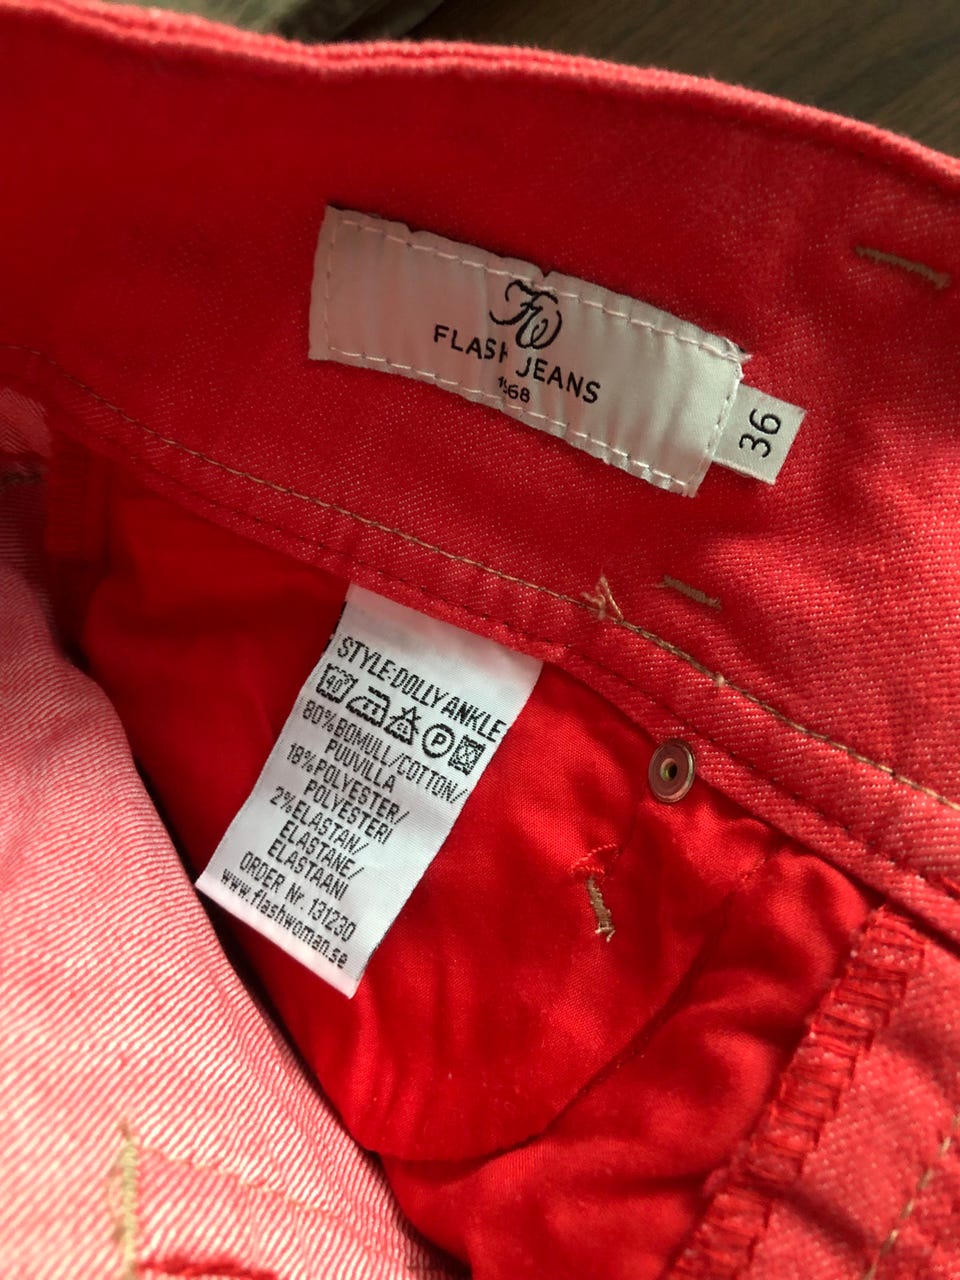 FW
FLASH JEANS
1968
36
STYLE:DOLLY ANKLE
40 P
80%BOMULL/COTTON/
PUUVILLA
18%POLYESTER/
POLYESTERI
2%ELASTAN/
ELASTANE/
ELASTAANI
ORDER Nr. 131230
www.flashwoman.se